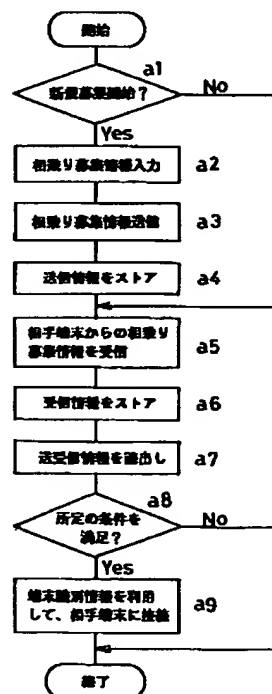 開始
a1
新規募集開始？
No
Yes
相乗り募集情報入力
a2
相乗り募集情報送信
a3
送信情報をストア
a4
相手端末からの相乗り
募集情報を受信
a5
受信情報をストア
a6
送受信情報を読出し
a7
a8
所定の条件を
満足？
No
Yes
端末識別情報を利用
して、相手端末に接続
a9
終了